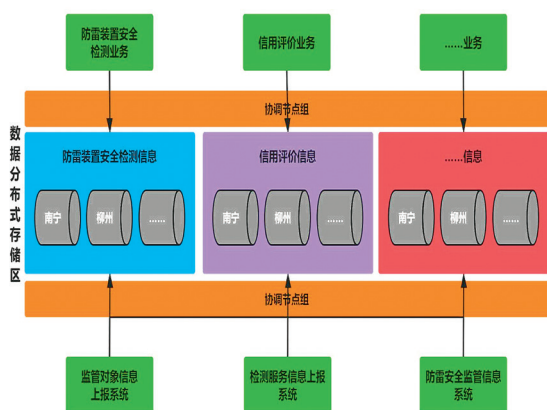 防雷装置安全
检测业务
信用评价业务
……业务
协调节点组
数据分布式存储区
防雷装置安全检测信息
信用评价信息
……信息
南宁
柳州
……
南宁
柳州
……
南宁
柳州
……
协调节点组
监管对象信息
上报系统
检测服务信息上报
系统
防雷安全监管信息
系统